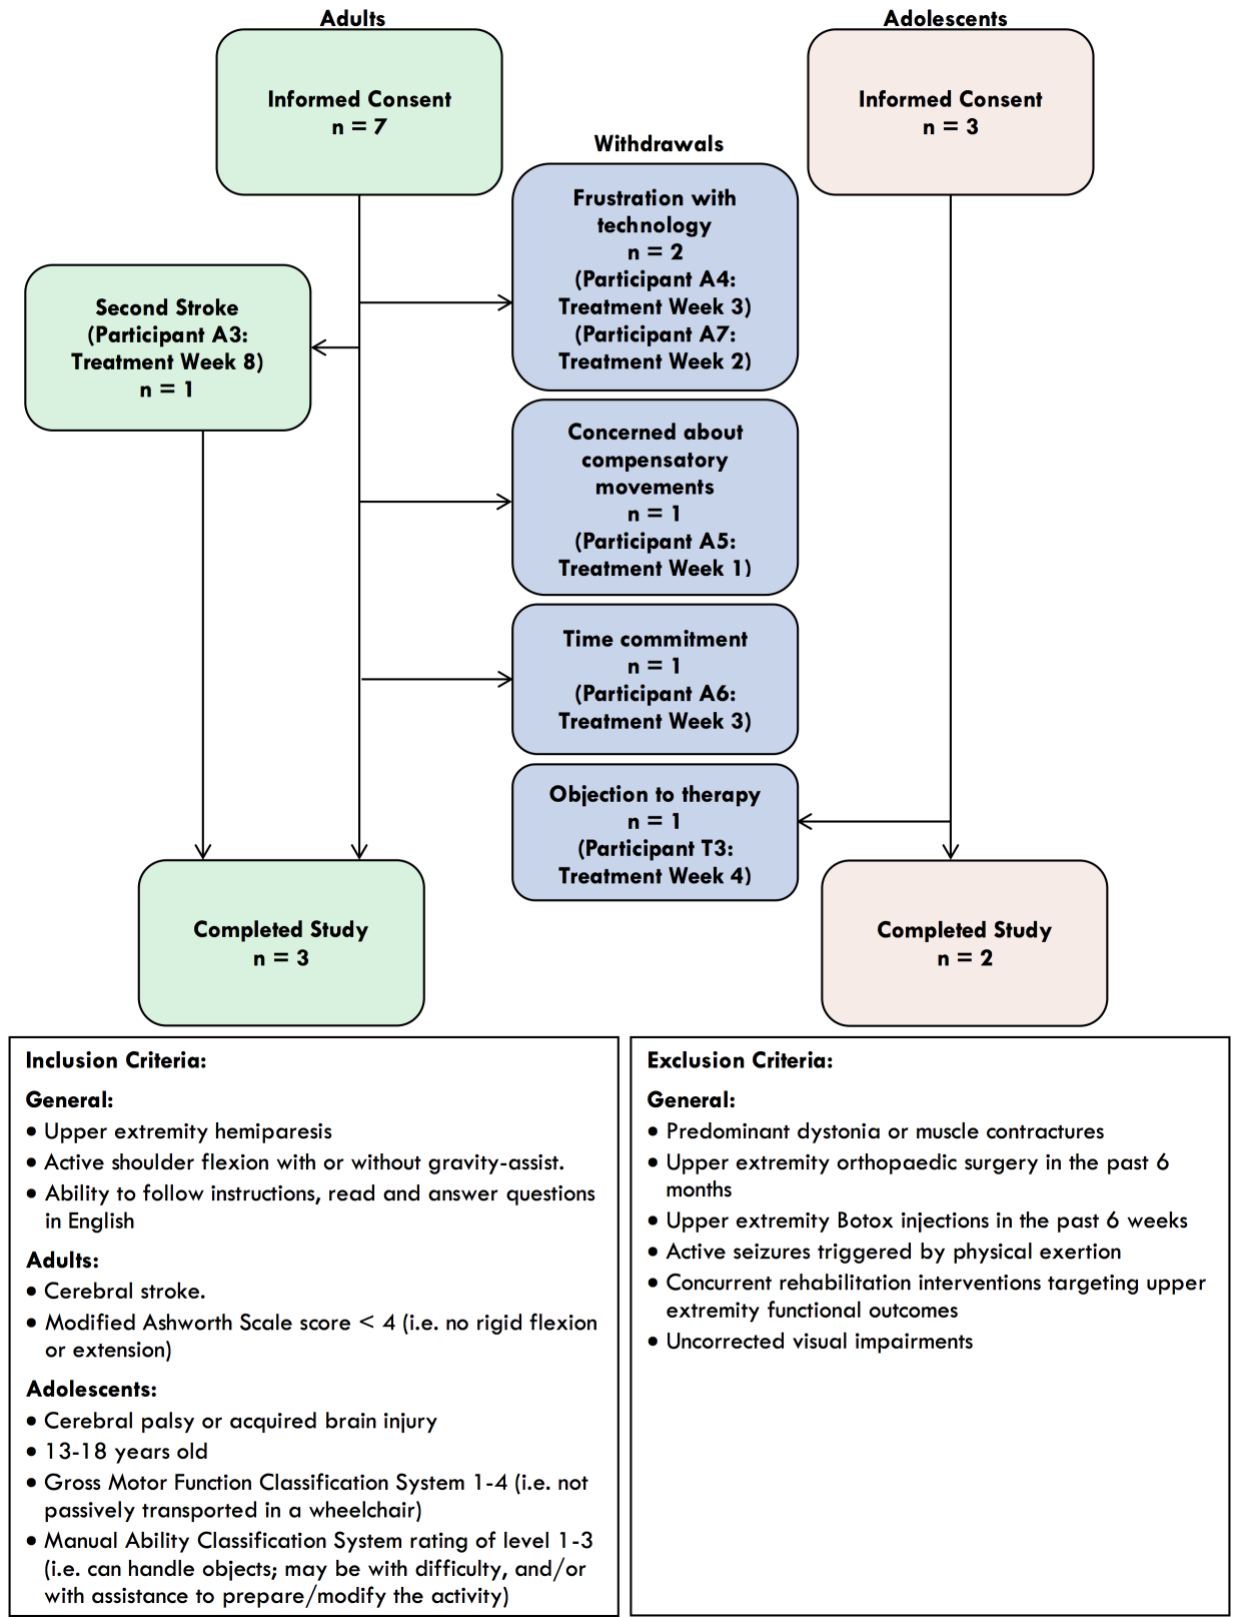 Adults
Adolescents
Informed Consent
n = 7
Informed Consent
n = 3
Withdrawals
Frustration with
technology
n = 2
(Participant A4:
Treatment Week 3)
(Participant A7:
Treatment Week 2)
Second Stroke
(Participant A3:
Treatment Week 8)
n = 1
Concerned about
compensatory
movements
n = 1
(Participant A5:
Treatment Week 1)
Time commitment
n = 1
(Participant A6:
Treatment Week 3)
Objection to therapy
n = 1
(Participant T3:
Treatment Week 4)
Completed Study
n = 3
Completed Study
n = 2
Inclusion Criteria:
General:
• Upper extremity hemiparesis
• Active shoulder flexion with or without gravity-assist.
• Ability to follow instructions, read and answer questions
in English
Adults:
• Cerebral stroke.
• Modified Ashworth Scale score < 4 (i.e. no rigid flexion
or extension)
Adolescents:
• Cerebral palsy or acquired brain injury
• 13-18 years old
• Gross Motor Function Classification System 1-4 (i.e. not
passively transported in a wheelchair)
• Manual Ability Classification System rating of level 1-3
(i.e. can handle objects; may be with difficulty, and/or
with assistance to prepare/modify the activity)
Exclusion Criteria:
General:
• Predominant dystonia or muscle contractures
• Upper extremity orthopaedic surgery in the past 6
months
• Upper extremity Botox injections in the past 6 weeks
• Active seizures triggered by physical exertion
• Concurrent rehabilitation interventions targeting upper
extremity functional outcomes
• Uncorrected visual impairments